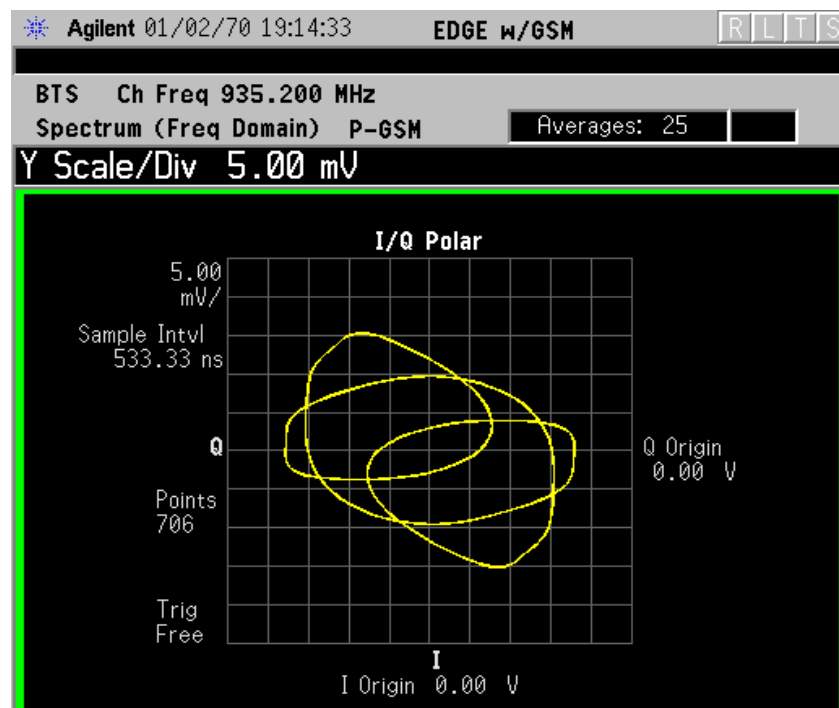 Agilent 01/02/70 19:14:33 EDGE w/GSM R L T S
BTS Ch Freq 935.200 MHz
Spectrum (Freq Domain) P-GSM Averages: 25
Y Scale/Div 5.00 mV
I/Q Polar
5.00
mV/
Sample Intvl
533.33 ns
Q
Q Origin
0.00 V
Points
706
Trig
Free
I
I Origin 0.00 V